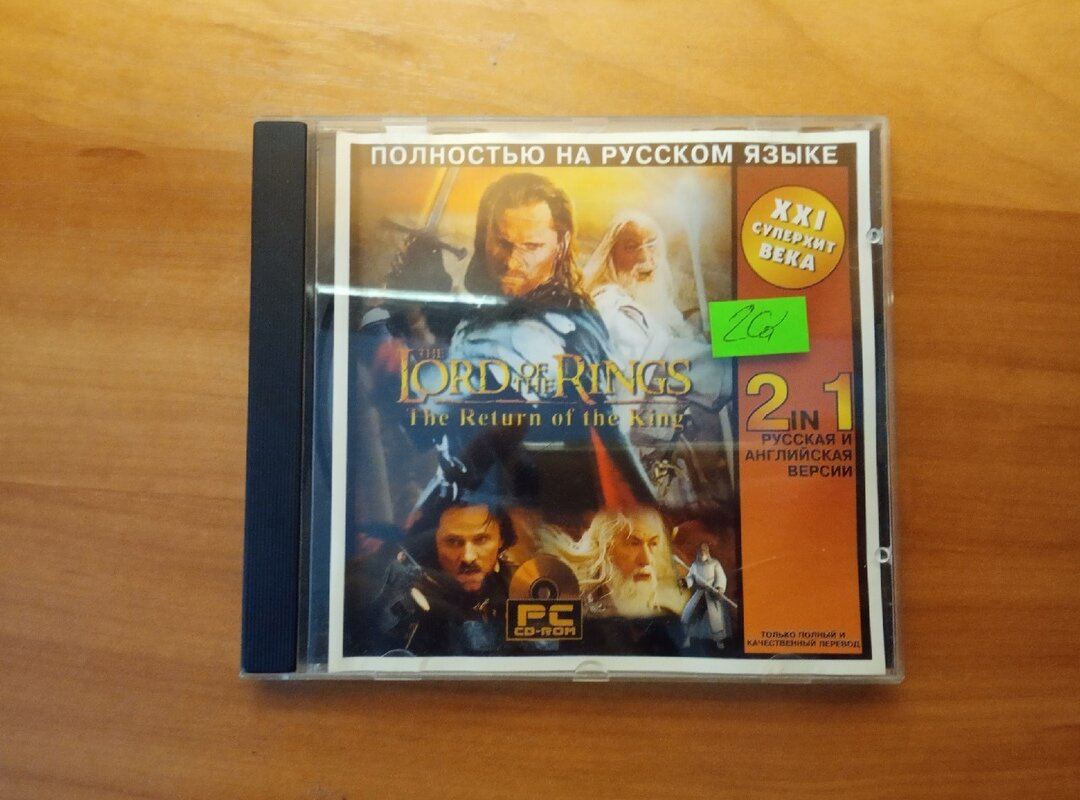 ПОЛНОСТЬЮ НА РУССКОМ ЯЗЫКЕ
XXI
СУПЕРХИТ
ВЕКА
2Cd
THE
LORD OF THE RINGS
The Return of the King
2 IN 1
РУССКАЯ И
АНГЛИЙСКАЯ
ВЕРСИИ
PC
CD-ROM
ТОЛЬКО ПОЛНЫЙ И
КАЧЕСТВЕННЫЙ ПЕРЕВОД